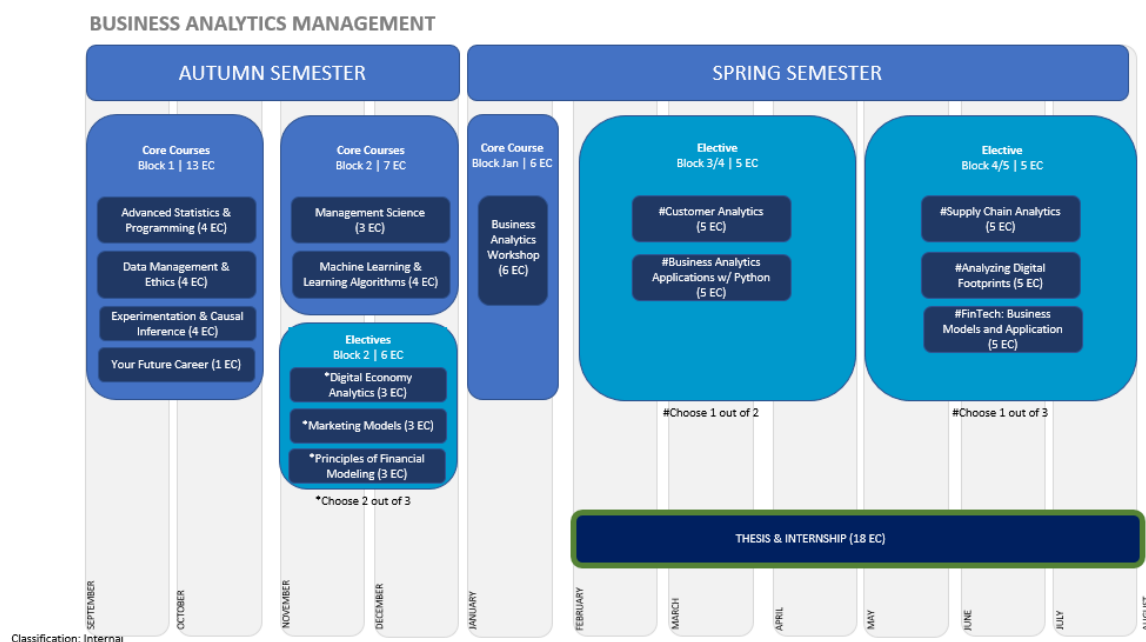 BUSINESS ANALYTICS MANAGEMENT
AUTUMN SEMESTER
SPRING SEMESTER
Core Courses
Block 1 | 13 EC
Advanced Statistics &
Programming (4 EC)
Data Management &
Ethics (4 EC)
Experimentation & Causal
Inference (4 EC)
Your Future Career (1 EC)
Core Courses
Block 2 | 7 EC
Management Science
(3 EC)
Machine Learning &
Learning Algorithms (4 EC)
Electives
Block 2 | 6 EC
*Digital Economy
Analytics (3 EC)
*Marketing Models (3 EC)
*Principles of Financial
Modeling (3 EC)
*Choose 2 out of 3
Core Course
Block Jan | 6 EC
Business
Analytics
Workshop
(6 EC)
Elective
Block 3/4 | 5 EC
#Customer Analytics
(5 EC)
#Business Analytics
Applications w/ Python
(5 EC)
#Choose 1 out of 2
Elective
Block 4/5 | 5 EC
#Supply Chain Analytics
(5 EC)
#Analyzing Digital
Footprints (5 EC)
#FinTech: Business
Models and Application
(5 EC)
#Choose 1 out of 3
THESIS & INTERNSHIP (18 EC)
SEPTEMBER
OCTOBER
NOVEMBER
DECEMBER
JANUARY
FEBRUARY
MARCH
APRIL
MAY
JUNE
JULY
AUGUST
Classification: Internal